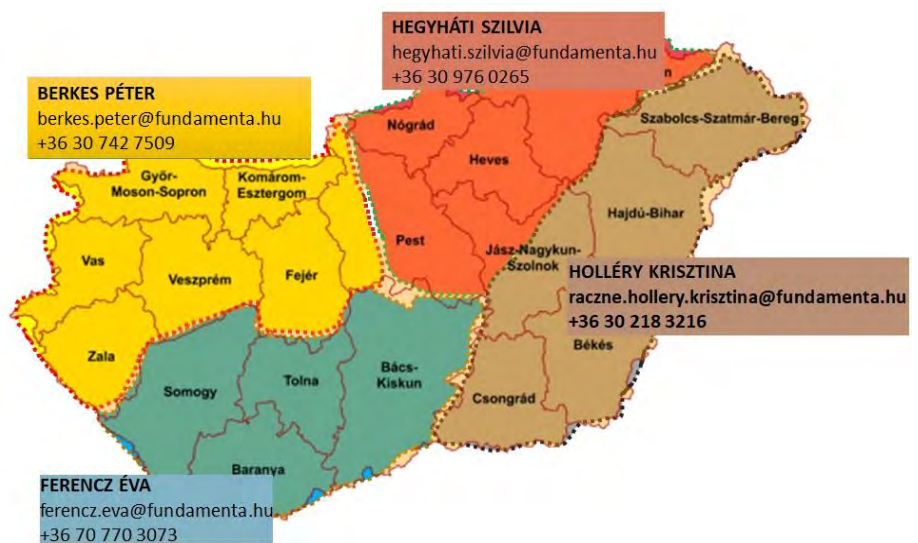 HEGYHÁTI SZILVIA
hegyhati.szilvia@fundamenta.hu
+36 30 976 0265
BERKES PÉTER
berkes.peter@fundamenta.hu
+36 30 742 7509
Nógrád
Heves
Szabolcs-Szatmár-Bereg
Győr-
Moson-Sopron
Komárom-
Esztergom
Hajdú-Bihar
Pest
Jász-Nagykun-
Szolnok
Vas
Veszprém
Fejér
HOLLÉRY KRISZTINA
raczne.hollery.krisztina@fundamenta.hu
+36 30 218 3216
Zala
Békés
Somogy
Tolna
Bács-
Kiskun
Csongrád
Baranya
FERENCZ ÉVA
ferencz.eva@fundamenta.hu
+36 70 770 3073